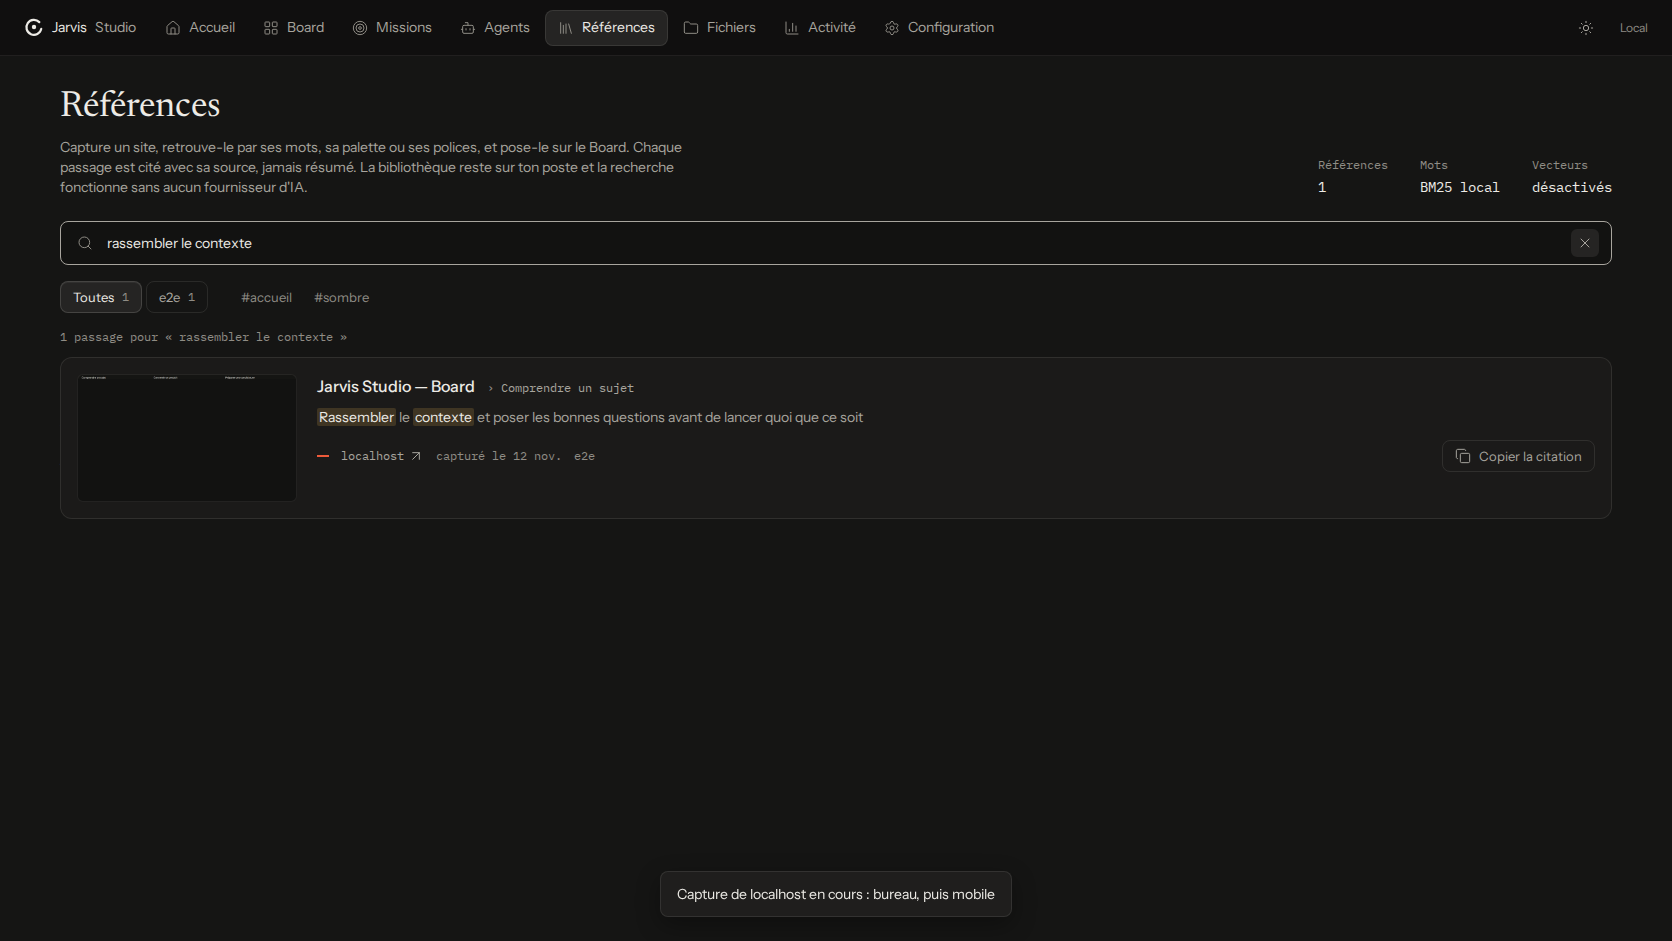 Jarvis Studio Accueil Board Missions Agents Références Fichiers Activité Configuration Local
Références
Capture un site, retrouve-le par ses mots, sa palette ou ses polices, et pose-le sur le Board. Chaque
passage est cité avec sa source, jamais résumé. La bibliothèque reste sur ton poste et la recherche
fonctionne sans aucun fournisseur d'IA.
Références Mots Vecteurs
1 BM25 local désactivés
rassembler le contexte
Toutes 1 e2e 1 #accueil #sombre
1 passage pour « rassembler le contexte »
Jarvis Studio — Board › Comprendre un sujet
Rassembler le contexte et poser les bonnes questions avant de lancer quoi que ce soit
localhost capturé le 12 nov. e2e
Copier la citation
Capture de localhost en cours : bureau, puis mobile